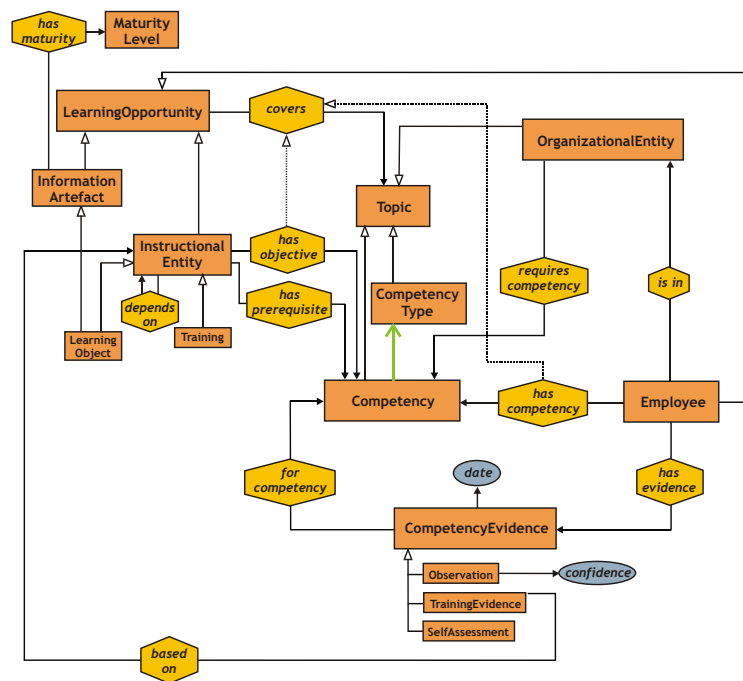 has
maturity
Maturity
Level
LearningOpportunity
covers
OrganizationalEntity
Information
Artefact
Topic
Instructional
Entity
has
objective
requires
competency
is in
Competency
Type
has
prerequisite
depends
on
Learning
Object
Training
Competency
has
competency
Employee
for
competency
date
has
evidence
CompetencyEvidence
Observation
confidence
TrainingEvidence
SelfAssessment
based
on